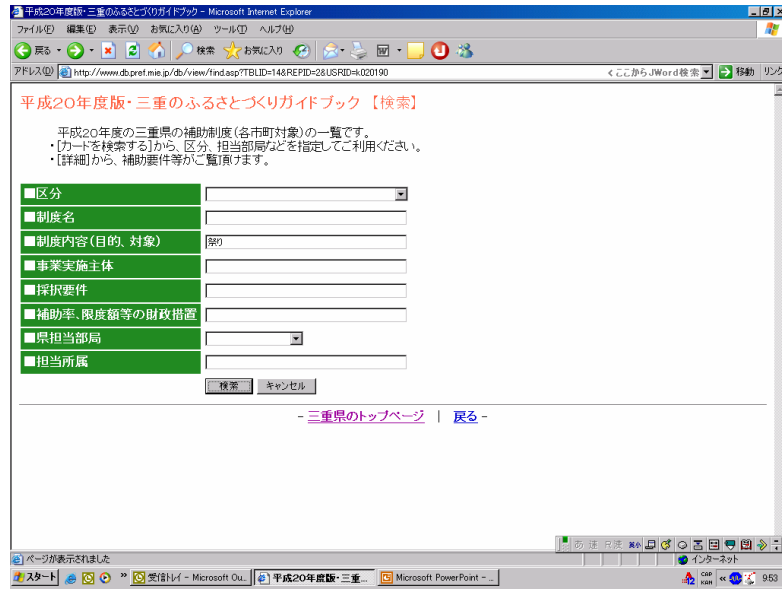 平成20年度版・三重のふるさとづくりガイドブック - Microsoft Internet Explorer
ファイル(F) 編集(E) 表示(V) お気に入り(A) ツール(T) ヘルプ(H)
戻る 検索 お気に入り
アドレス(D) http://www.db.pref.mie.jp/db/view/find.asp?TBLID=14&REPID=2&USRID=k020190 <ここからJWord検索 移動 リンク
平成20年度版・三重のふるさとづくりガイドブック 【検索】
平成20年度の三重県の補助制度(各市町対象)の一覧です。
・[カードを検索する]から、区分、担当部局などを指定してご利用ください。
・[詳細]から、補助要件等がご覧頂けます。
■区分
■制度名
■制度内容(目的、対象) 祭り
■事業実施主体
■採択要件
■補助率、限度額等の財政措置
■県担当部局
■担当所属
検索 キャンセル
- 三重県のトップページ | 戻る -
ページが表示されました インターネット
スタート » 受信トレイ - Microsoft Ou... 平成20年度版・三重... Microsoft PowerPoint - ... CAP KANA « 9:53